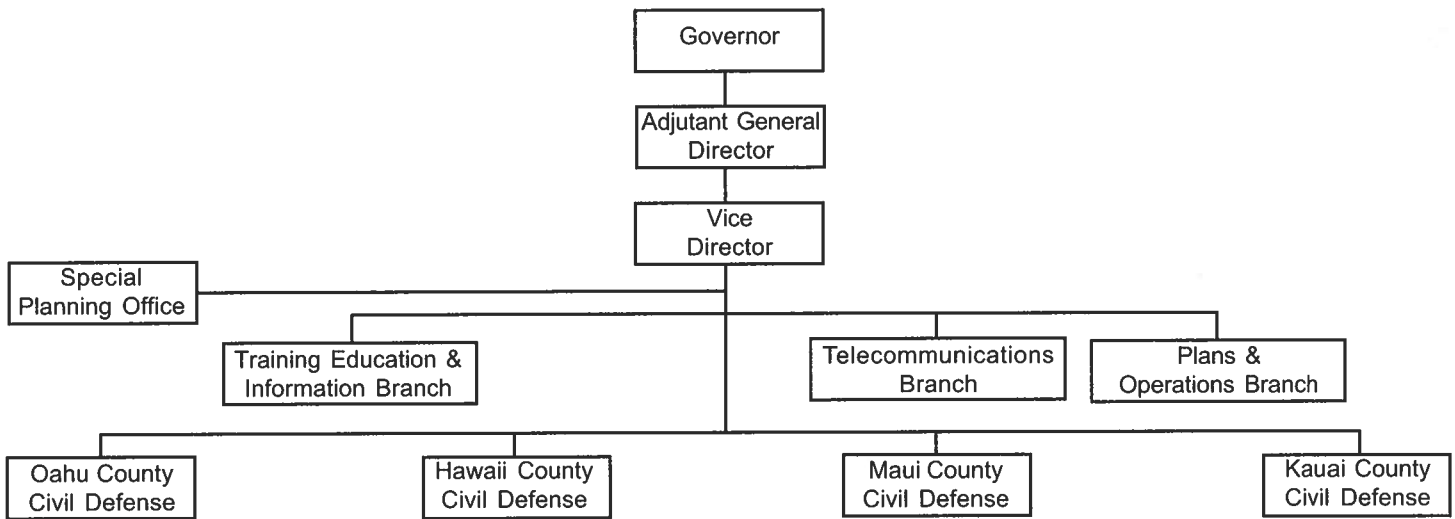 Governor
Adjutant General
Director
Vice
Director
Special
Planning Office
Training Education &
Information Branch
Telecommunications
Branch
Plans &
Operations Branch
Oahu County
Civil Defense
Hawaii County
Civil Defense
Maui County
Civil Defense
Kauai County
Civil Defense